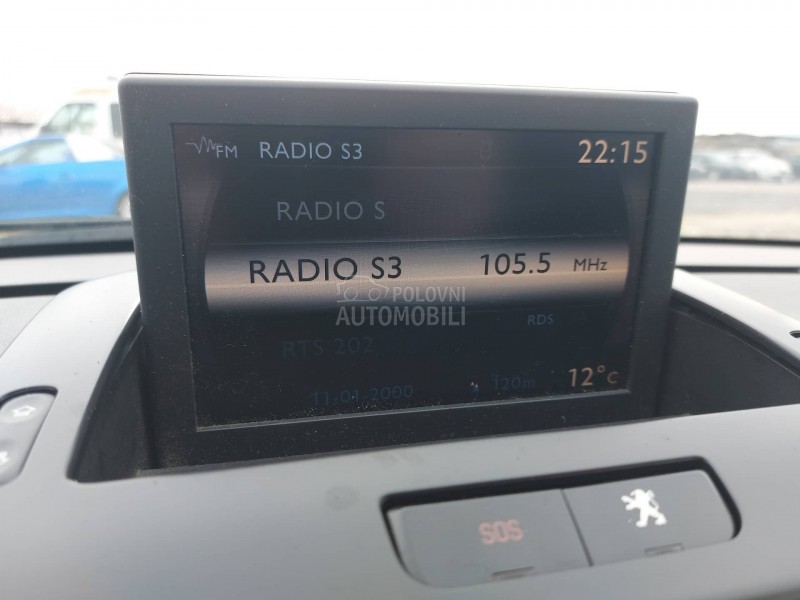 FM RADIO S3 22:15
RADIO S
RADIO S3 105.5 MHz
POLOVNI
AUTOMOBILI
RDS
RTS 202
11-01-2000 120m 12°C
SOS